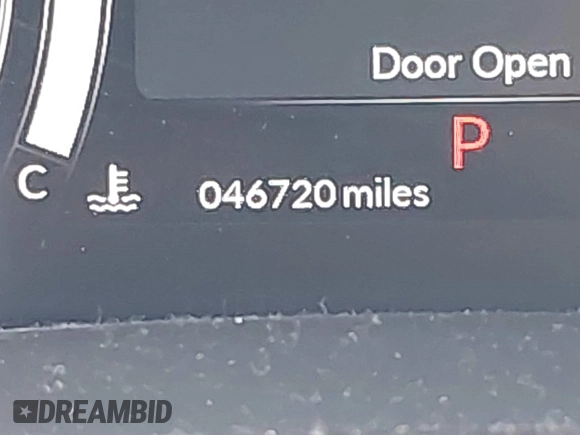 Door Open
P
C
046720 miles
DREAMBID